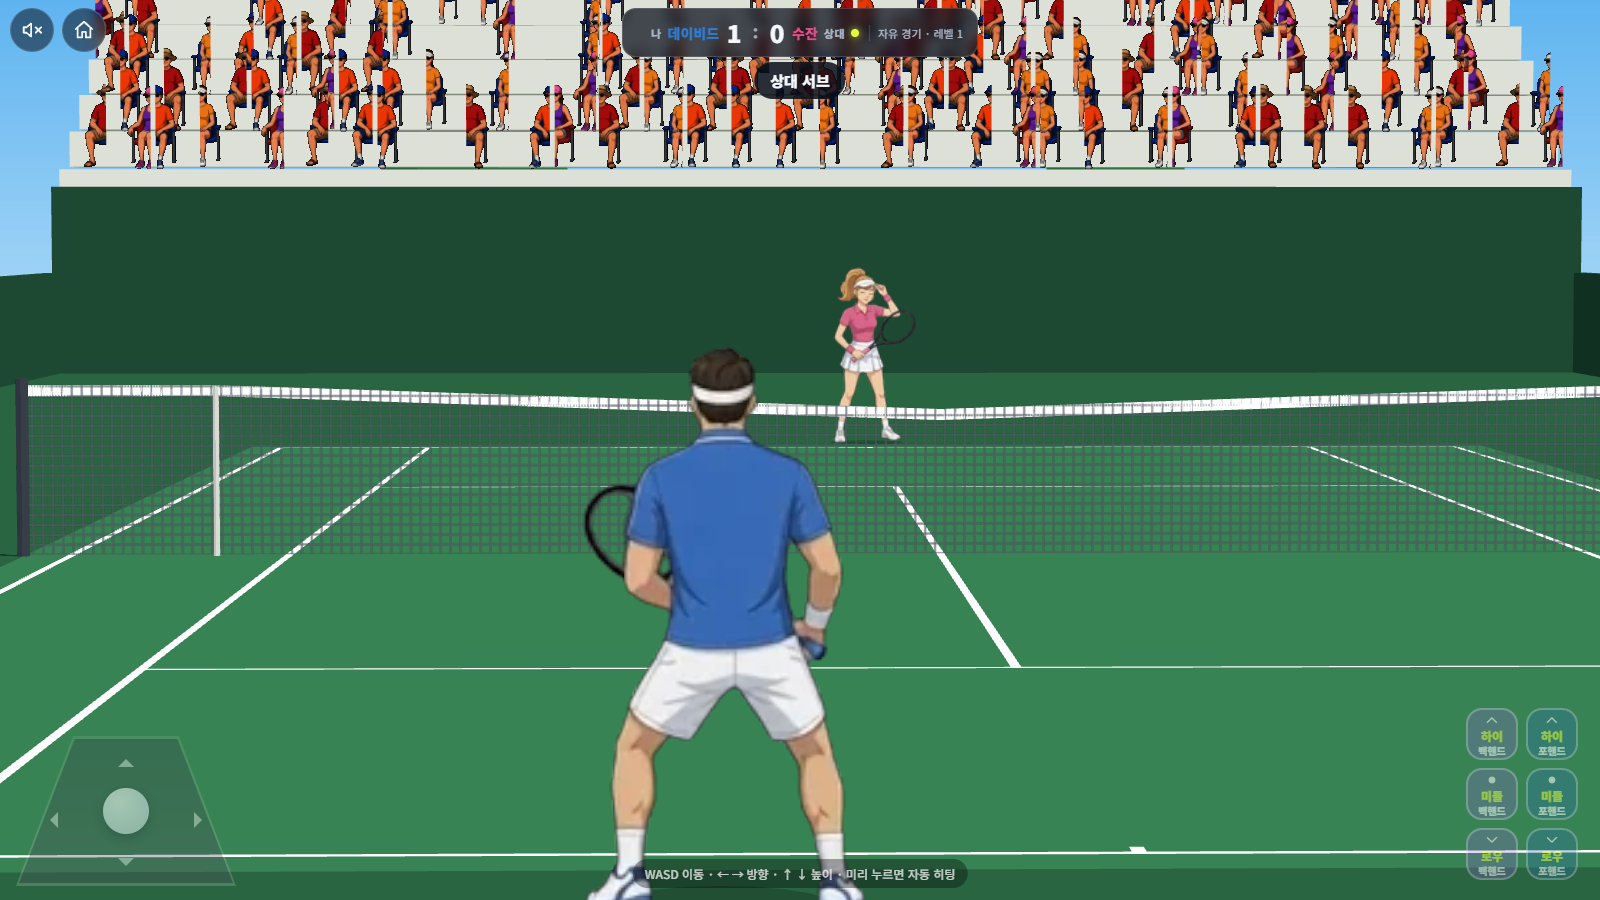 나 데이비드 1 : 0 수잔 상대 자유 경기 · 레벨 1
상대 서브
하이 백핸드
하이 포핸드
미들 백핸드
미들 포핸드
로우 백핸드
로우 포핸드
WASD 이동 · ←→ 방향 · ↑ ↓ 높이 · 미리 누르면 자동 히팅